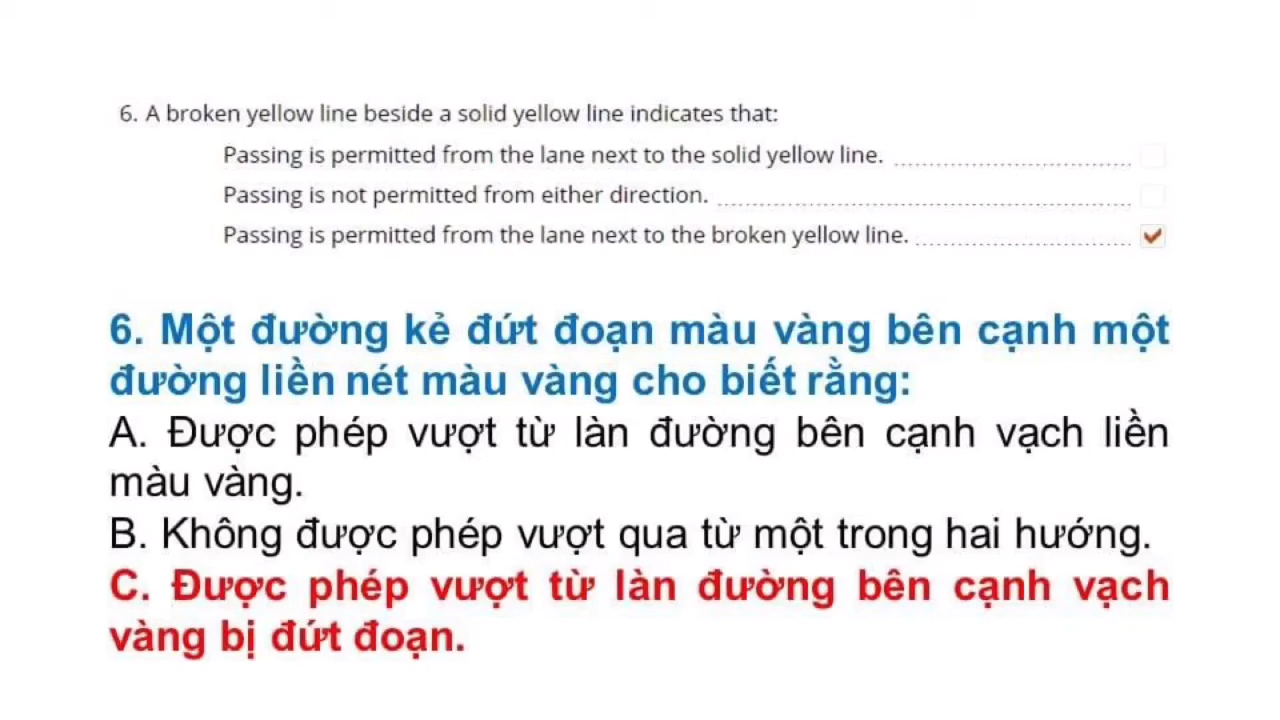 6. A broken yellow line beside a solid yellow line indicates that:
Passing is permitted from the lane next to the solid yellow line.
Passing is not permitted from either direction.
Passing is permitted from the lane next to the broken yellow line.
6. Một đường kẻ đứt đoạn màu vàng bên cạnh một
đường liền nét màu vàng cho biết rằng:
A. Được phép vượt từ làn đường bên cạnh vạch liền
màu vàng.
B. Không được phép vượt qua từ một trong hai hướng.
C. Được phép vượt từ làn đường bên cạnh vạch
vàng bị đứt đoạn.